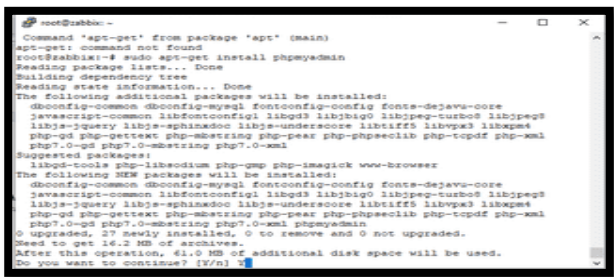 root@zabbix: ~
Command 'apt-get' from package 'apt' (main)
apt-get: command not found
root@zabbix:~# sudo apt-get install phpmyadmin
Reading package lists... Done
Building dependency tree
Reading state information... Done
The following additional packages will be installed:
dbconfig-common dbconfig-mysql fontconfig-config fonts-dejavu-core
javascript-common libfontconfig1 libgd3 libjbig0 libjpeg-turbo8 libjpeg8
libjs-jquery libjs-sphinxdoc libjs-underscore libtiff5 libvpx3 libxpm4
php-gd php-gettext php-mbstring php-pear php-phpseclib php-tcpdf php-xml
php7.0-gd php7.0-mbstring php7.0-xml
Suggested packages:
libgd-tools php-libsodium php-gmp php-imagick www-browser
The following NEW packages will be installed:
dbconfig-common dbconfig-mysql fontconfig-config fonts-dejavu-core
javascript-common libfontconfig1 libgd3 libjbig0 libjpeg-turbo8 libjpeg8
libjs-jquery libjs-sphinxdoc libjs-underscore libtiff5 libvpx3 libxpm4
php-gd php-gettext php-mbstring php-pear php-phpseclib php-tcpdf php-xml
php7.0-gd php7.0-mbstring php7.0-xml phpmyadmin
0 upgraded, 27 newly installed, 0 to remove and 0 not upgraded.
Need to get 16.2 MB of archives.
After this operation, 61.0 MB of additional disk space will be used.
Do you want to continue? [Y/n] Y